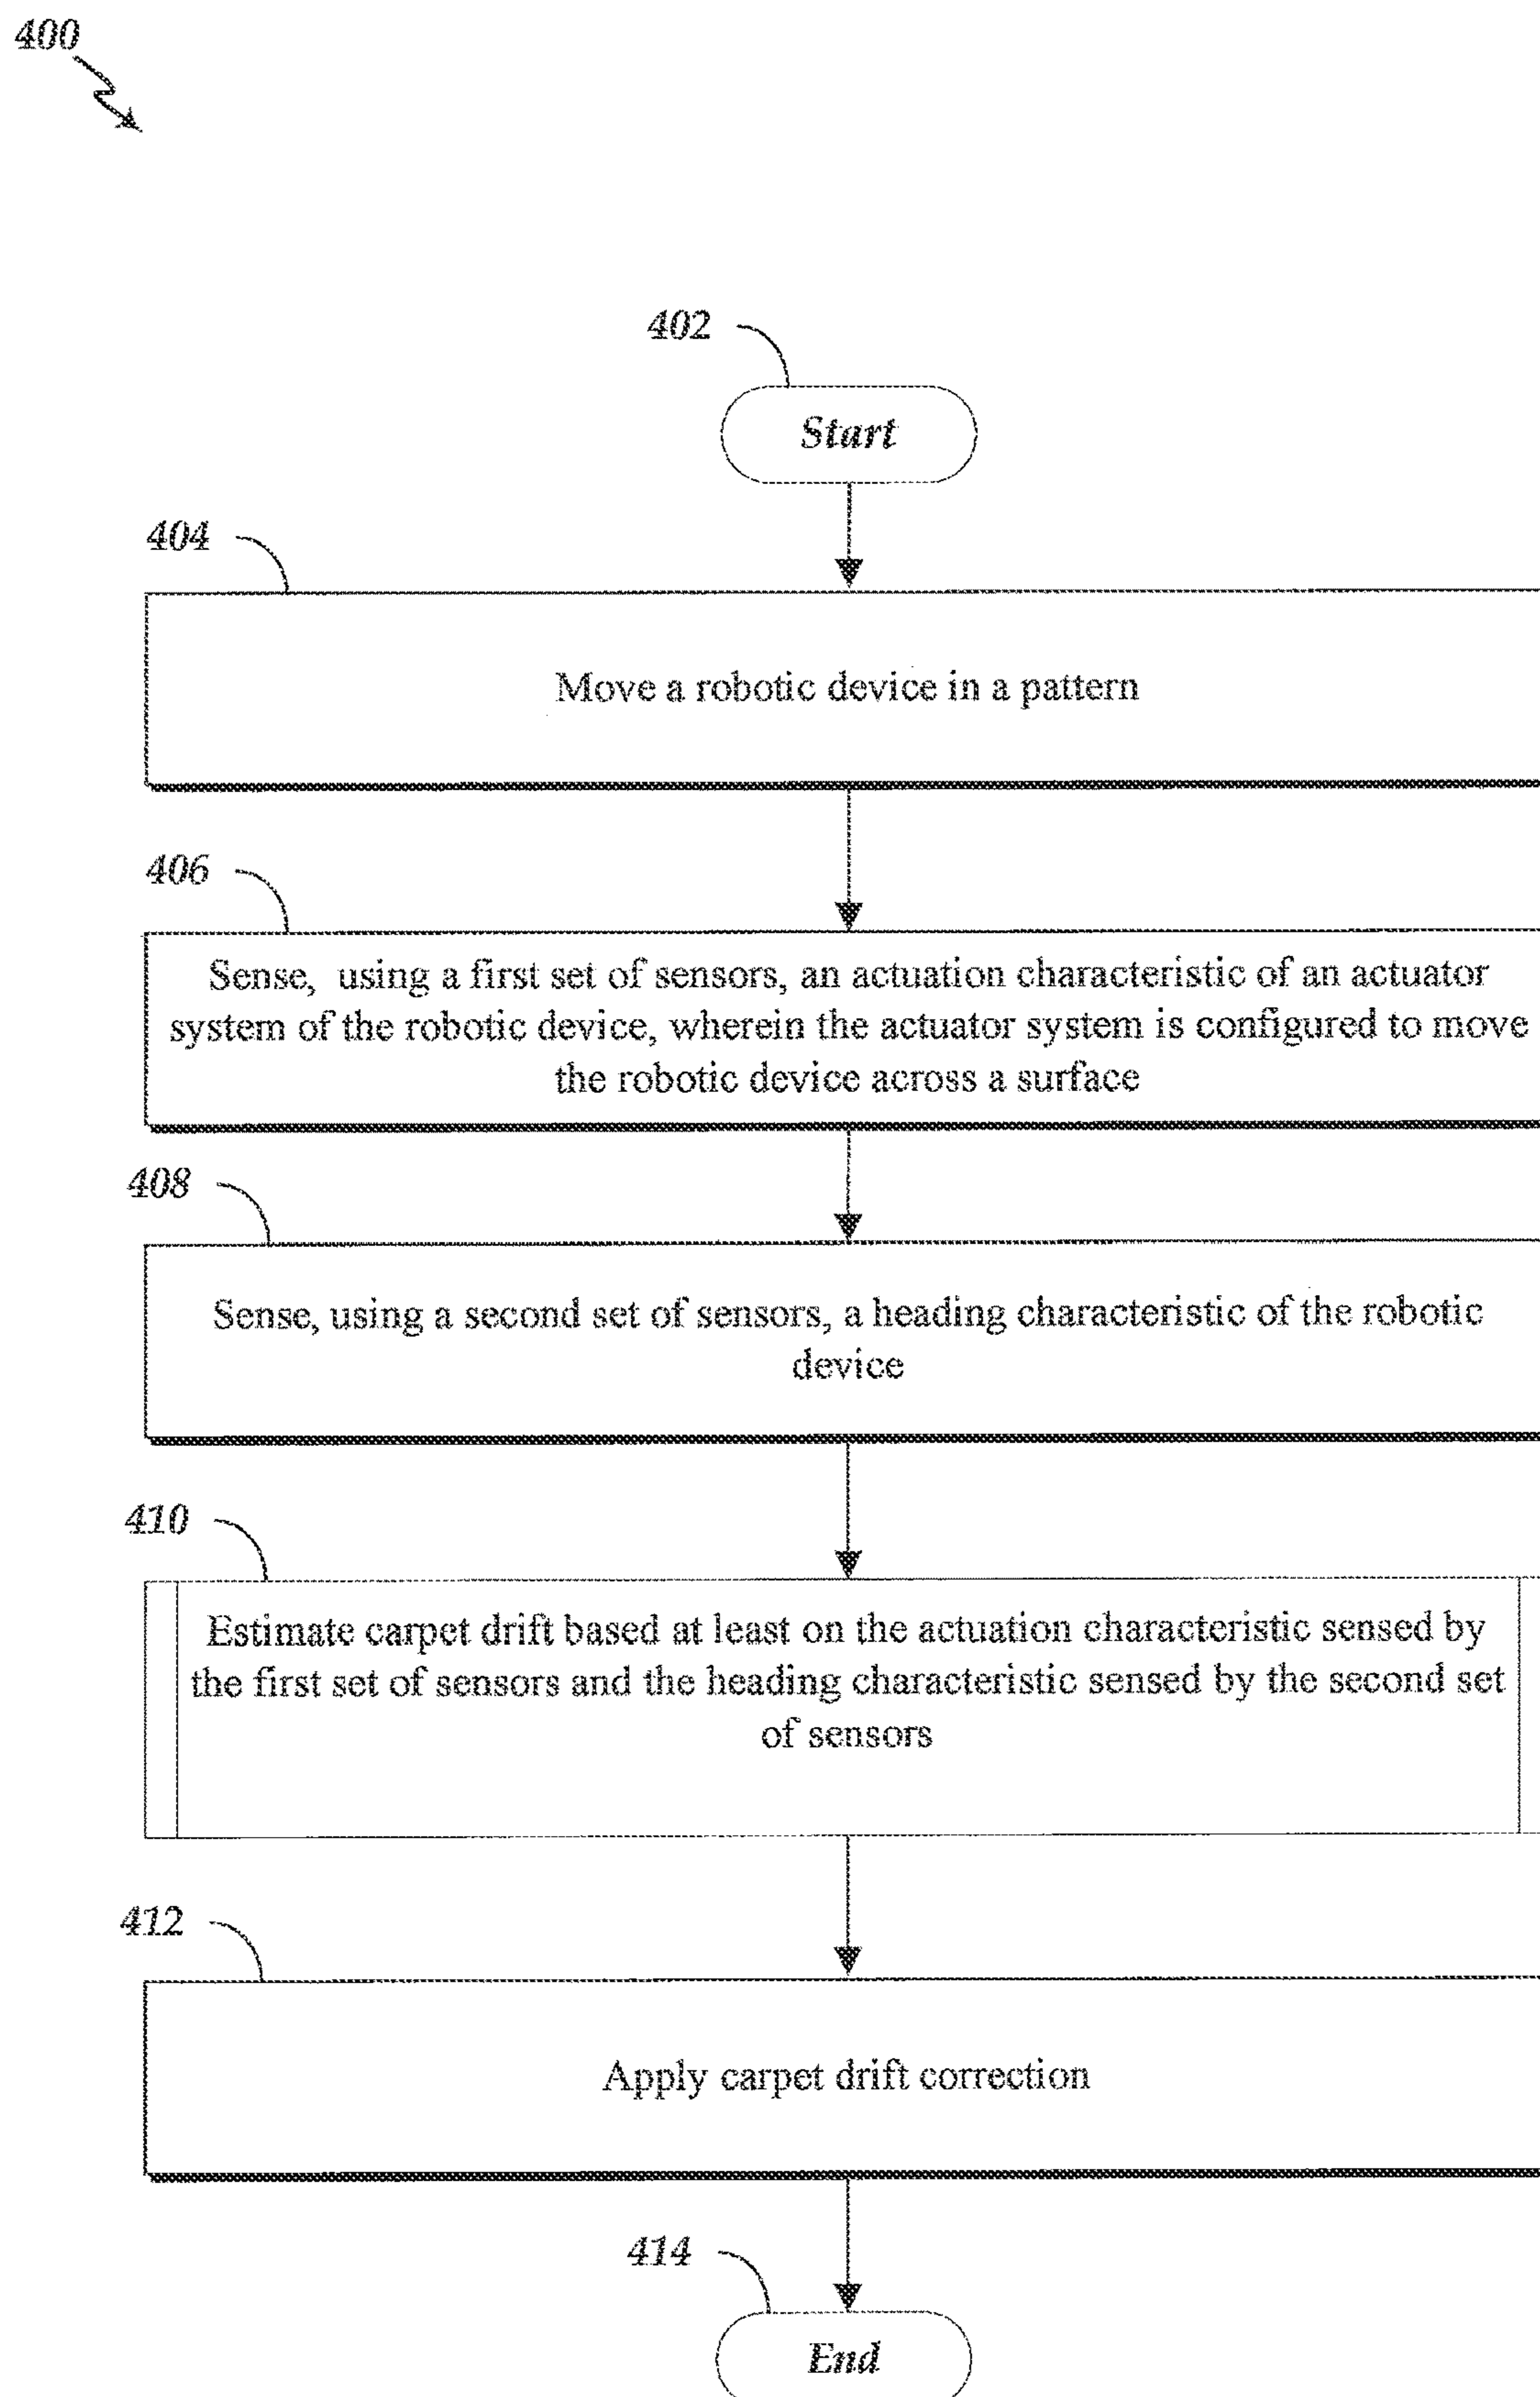 400
402
Start
404
Move a robotic device in a pattern
406
Sense, using a first set of sensors, an actuation characteristic of an actuator
system of the robotic device, wherein the actuator system is configured to move
the robotic device across a surface
408
Sense, using a second set of sensors, a heading characteristic of the robotic
device
410
Estimate carpet drift based at least on the actuation characteristic sensed by
the first set of sensors and the heading characteristic sensed by the second set
of sensors
412
Apply carpet drift correction
414
End